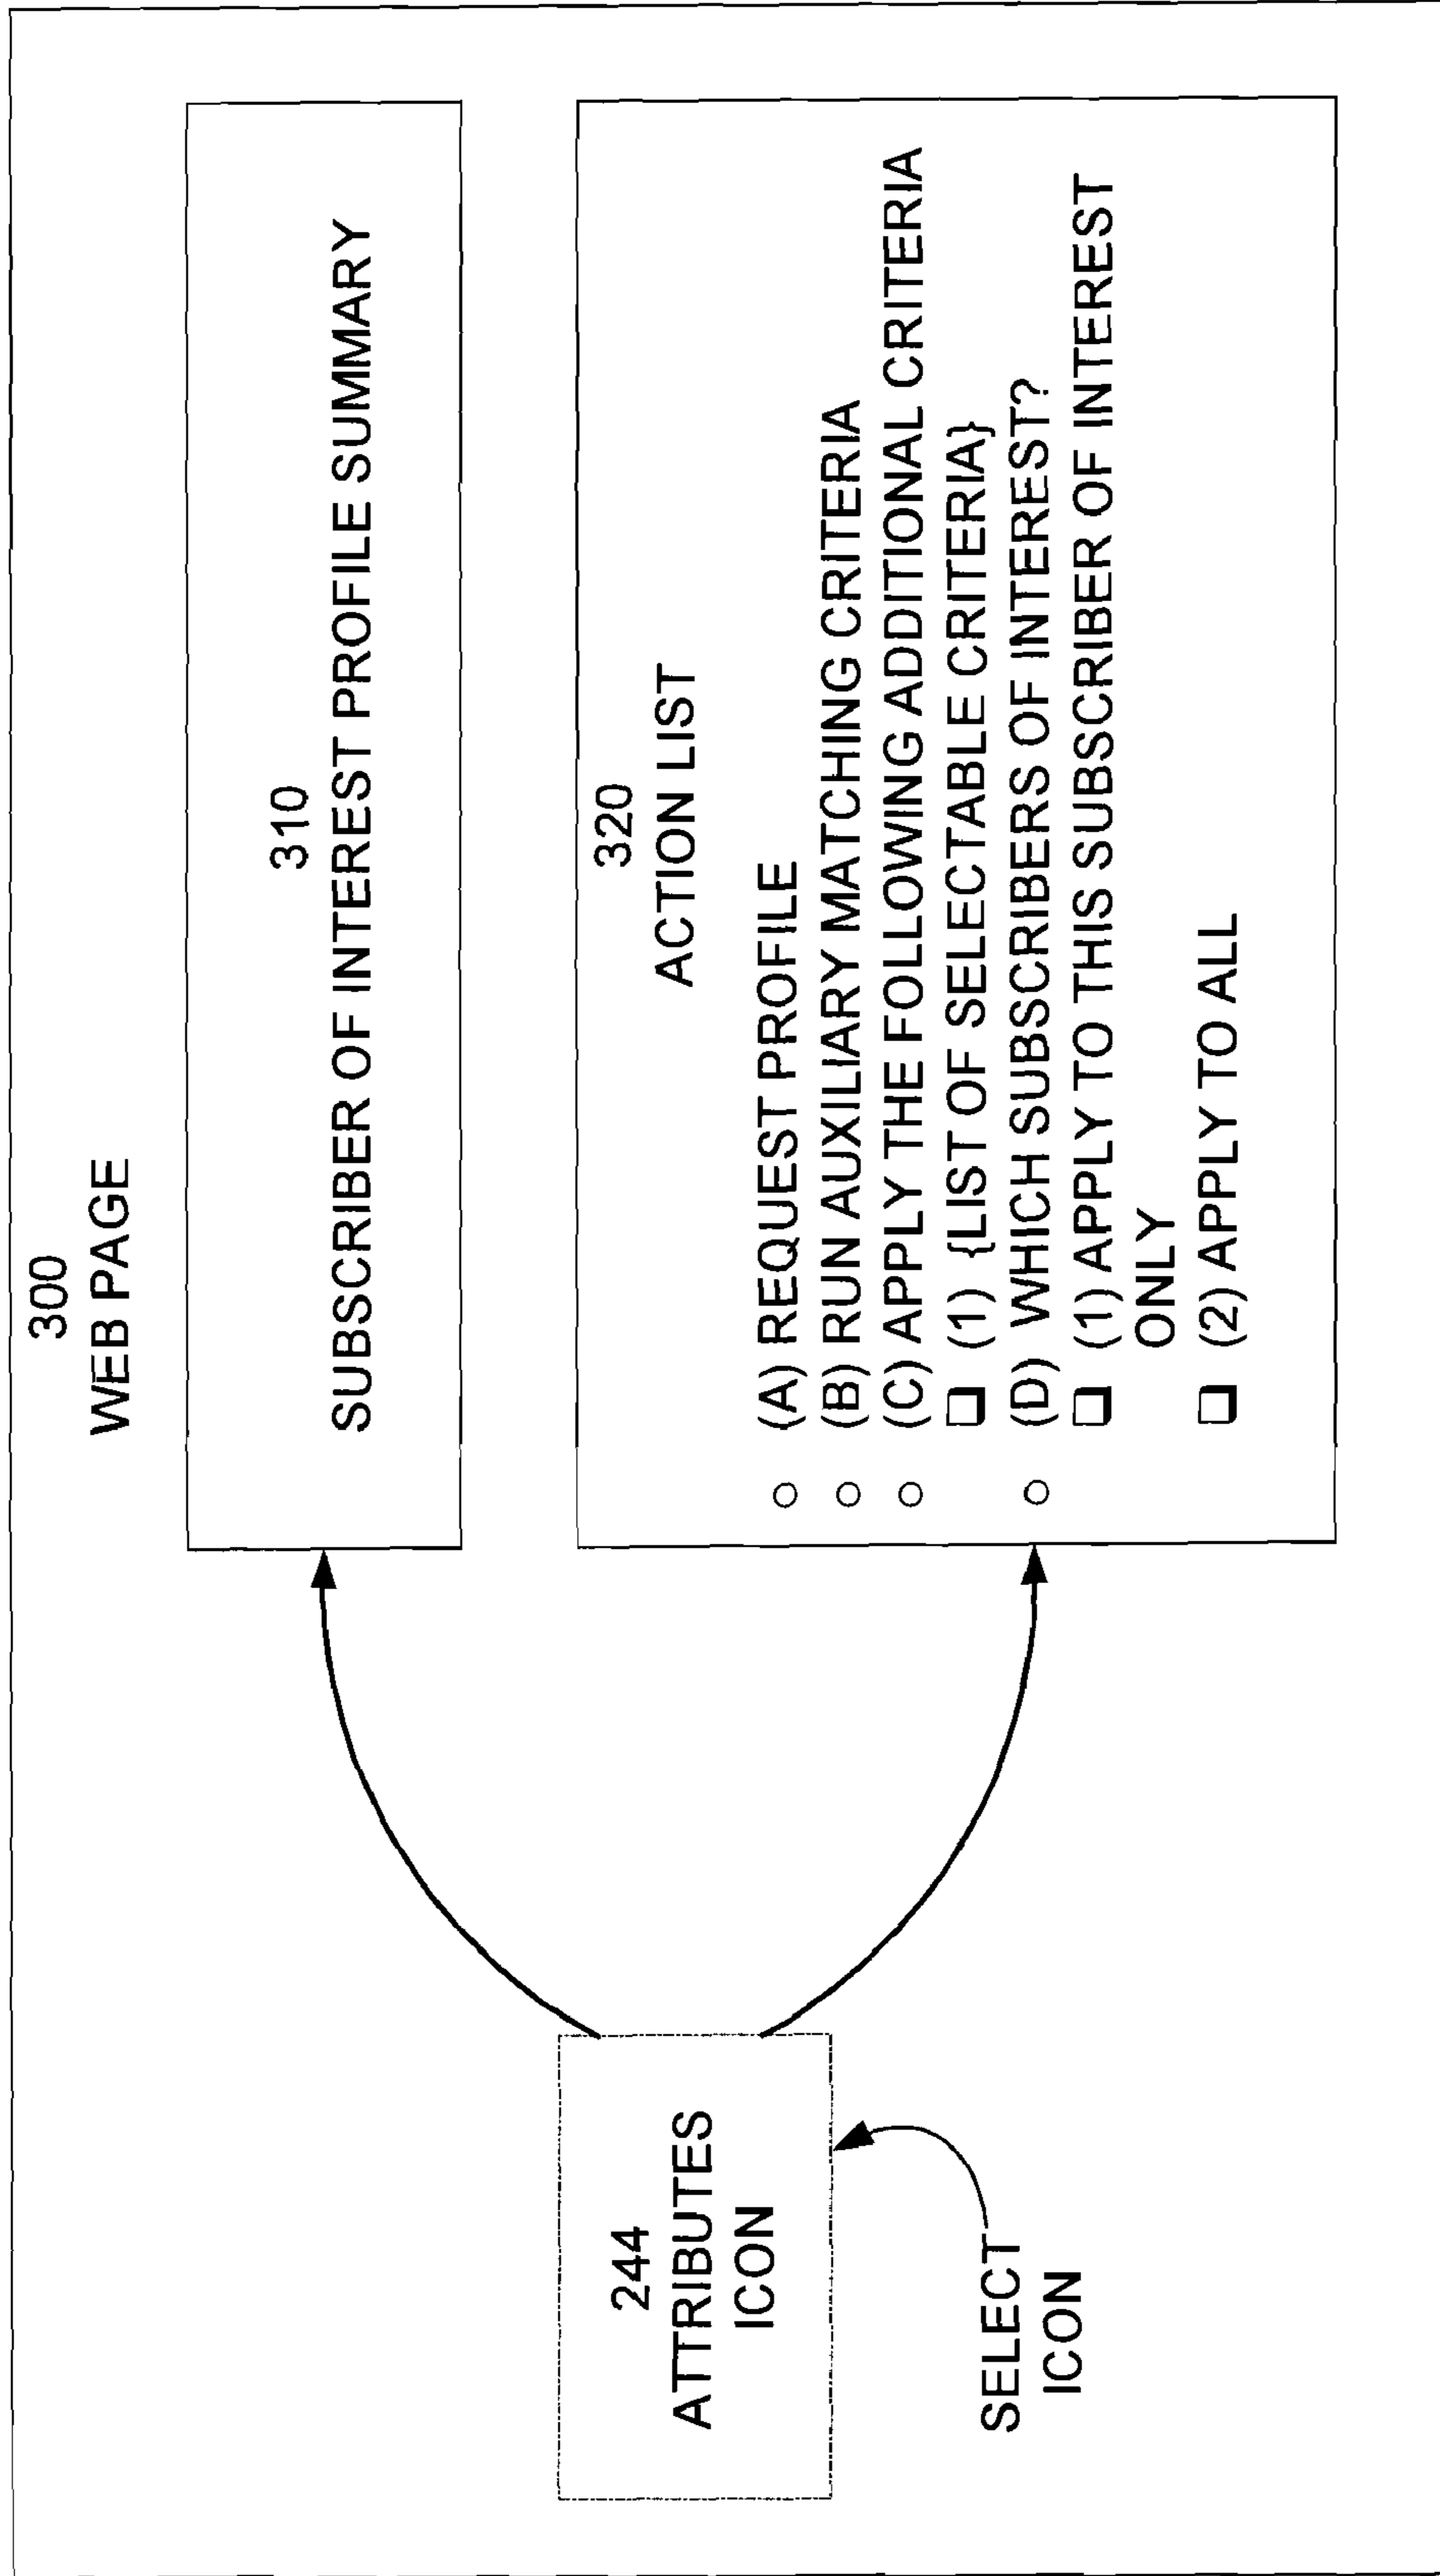 300
WEB PAGE
310
SUBSCRIBER OF INTEREST PROFILE SUMMARY
320
ACTION LIST
(A) REQUEST PROFILE
(B) RUN AUXILIARY MATCHING CRITERIA
(C) APPLY THE FOLLOWING ADDITIONAL CRITERIA
(1) {LIST OF SELECTABLE CRITERIA}
(D) WHICH SUBSCRIBERS OF INTEREST?
(1) APPLY TO THIS SUBSCRIBER OF INTEREST
ONLY
(2) APPLY TO ALL
244
ATTRIBUTES
ICON
SELECT
ICON